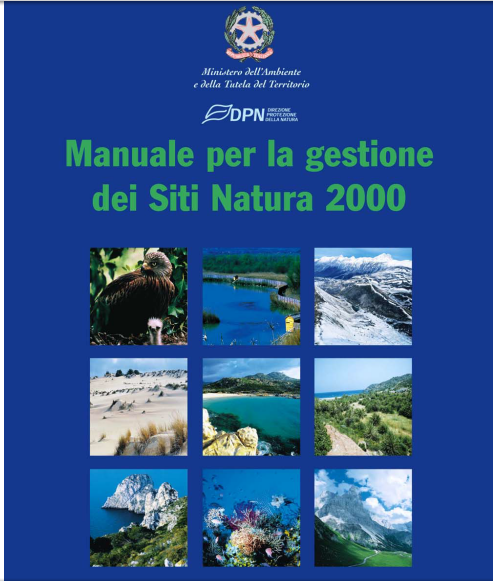 Ministero dell'Ambiente
e della Tutela del Territorio
DPN DIREZIONE
PROTEZIONE
DELLA NATURA
Manuale per la gestione
dei Siti Natura 2000